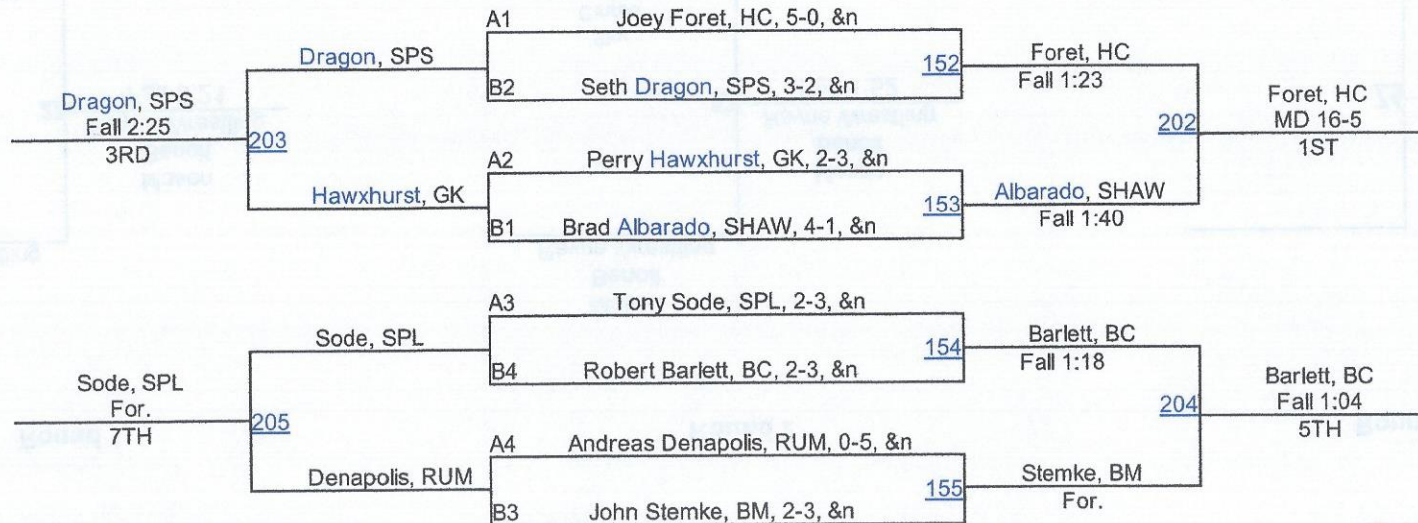 A1 Joey Foret, HC, 5-0, &n
Dragon, SPS 152 Foret, HC
B2 Seth Dragon, SPS, 3-2, &n Fall 1:23
Dragon, SPS
Fall 2:25
3RD
203
202
Foret, HC
MD 16-5
1ST
A2 Perry Hawxhurst, GK, 2-3, &n
Hawxhurst, GK 153 Albarado, SHAW
B1 Brad Albarado, SHAW, 4-1, &n Fall 1:40
A3 Tony Sode, SPL, 2-3, &n
Sode, SPL 154 Barlett, BC
B4 Robert Barlett, BC, 2-3, &n Fall 1:18
Sode, SPL
For.
7TH
205
204
Barlett, BC
Fall 1:04
5TH
A4 Andreas Denapolis, RUM, 0-5, &n
Denapolis, RUM 155 Stemke, BM
B3 John Stemke, BM, 2-3, &n For.